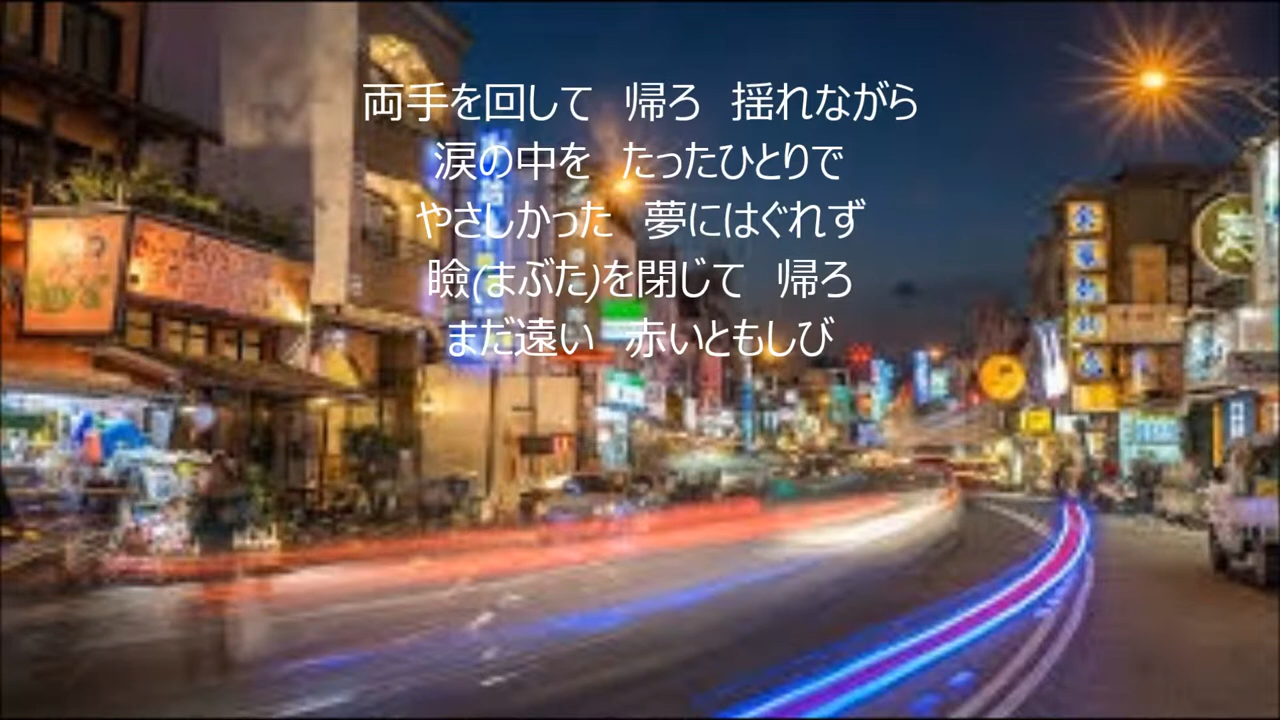 両手を回して　帰ろ　揺れながら
涙の中を　たったひとりで
やさしかった　夢にはぐれず
瞼(まぶた)を閉じて　帰ろ
まだ遠い　赤いともしび